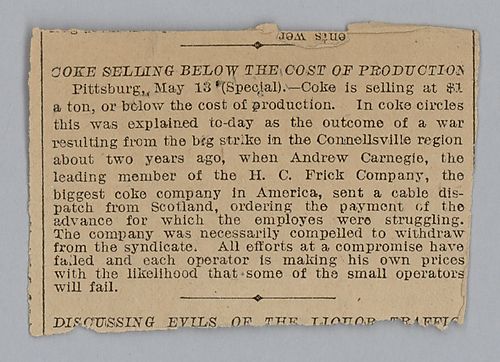 ents wer
COKE SELLING BELOW THE COST OF PRODUCTION
Pittsburg, May 13 (Special).—Coke is selling at $1
a ton, or below the cost of production. In coke circles
this was explained to-day as the outcome of a war
resulting from the big strike in the Connellsville region
about two years ago, when Andrew Carnegie, the
leading member of the H. C. Frick Company, the
biggest coke company in America, sent a cable dis-
patch from Scotland, ordering the payment of the
advance for which the employes were struggling.
The company was necessarily compelled to withdraw
from the syndicate. All efforts at a compromise have
failed and each operator is making his own prices
with the likelihood that some of the small operators
will fail.
DISCUSSING EVILS OF THE LIQUOR TRAFFIC